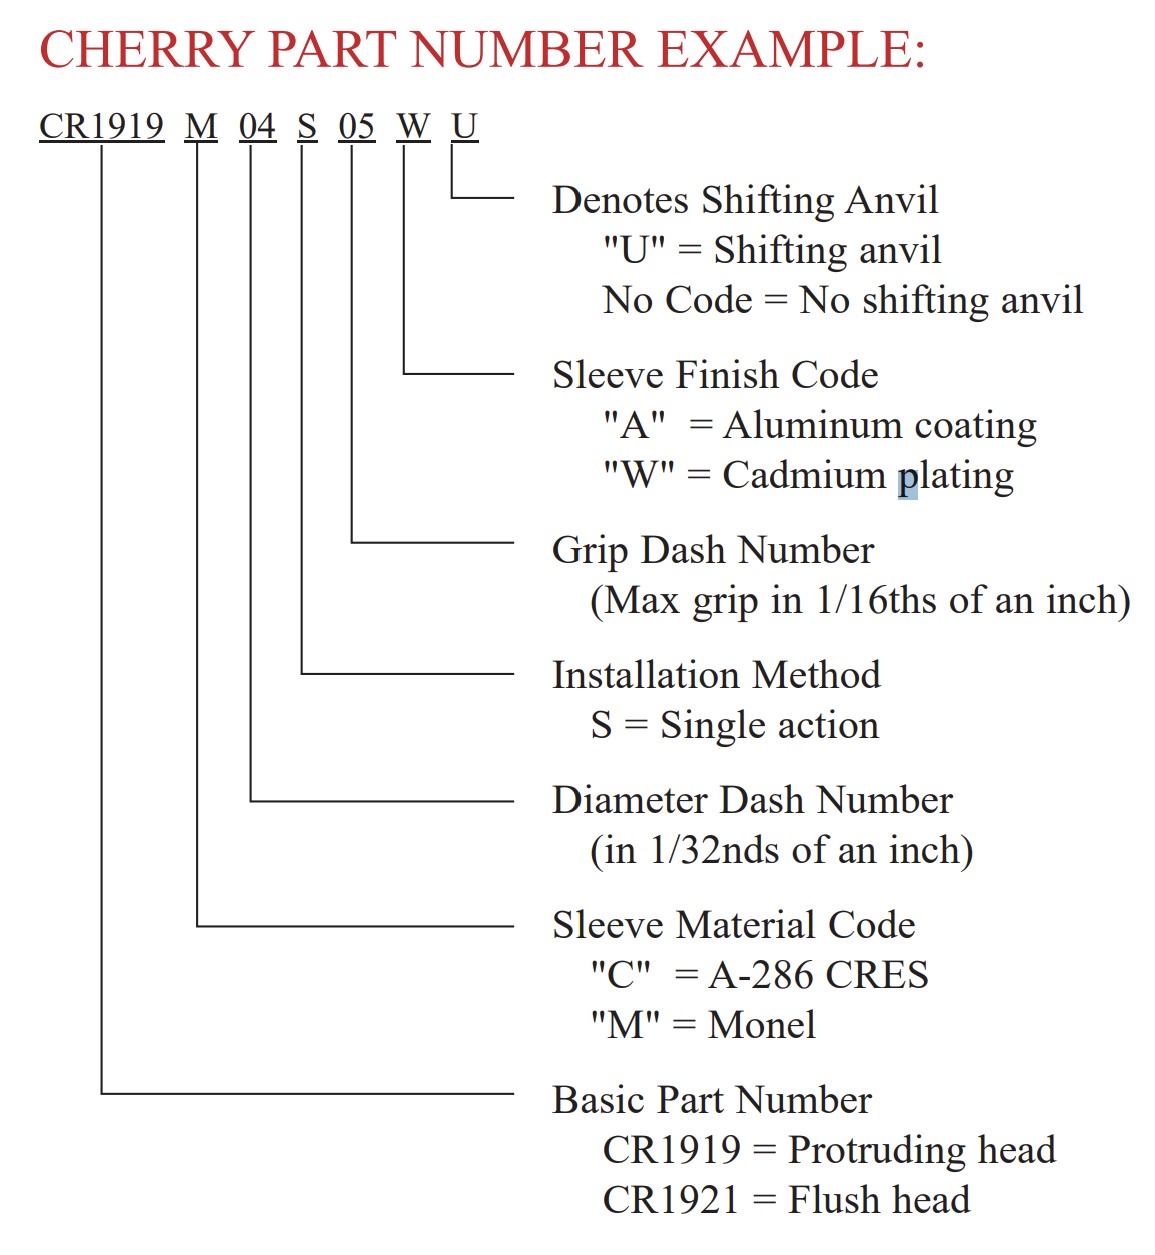 CHERRY PART NUMBER EXAMPLE:
CR1919 M 04 S 05 W U
Denotes Shifting Anvil
"U" = Shifting anvil
No Code = No shifting anvil
Sleeve Finish Code
"A" = Aluminum coating
"W" = Cadmium plating
Grip Dash Number
(Max grip in 1/16ths of an inch)
Installation Method
S = Single action
Diameter Dash Number
(in 1/32nds of an inch)
Sleeve Material Code
"C" = A-286 CRES
"M" = Monel
Basic Part Number
CR1919 = Protruding head
CR1921 = Flush head